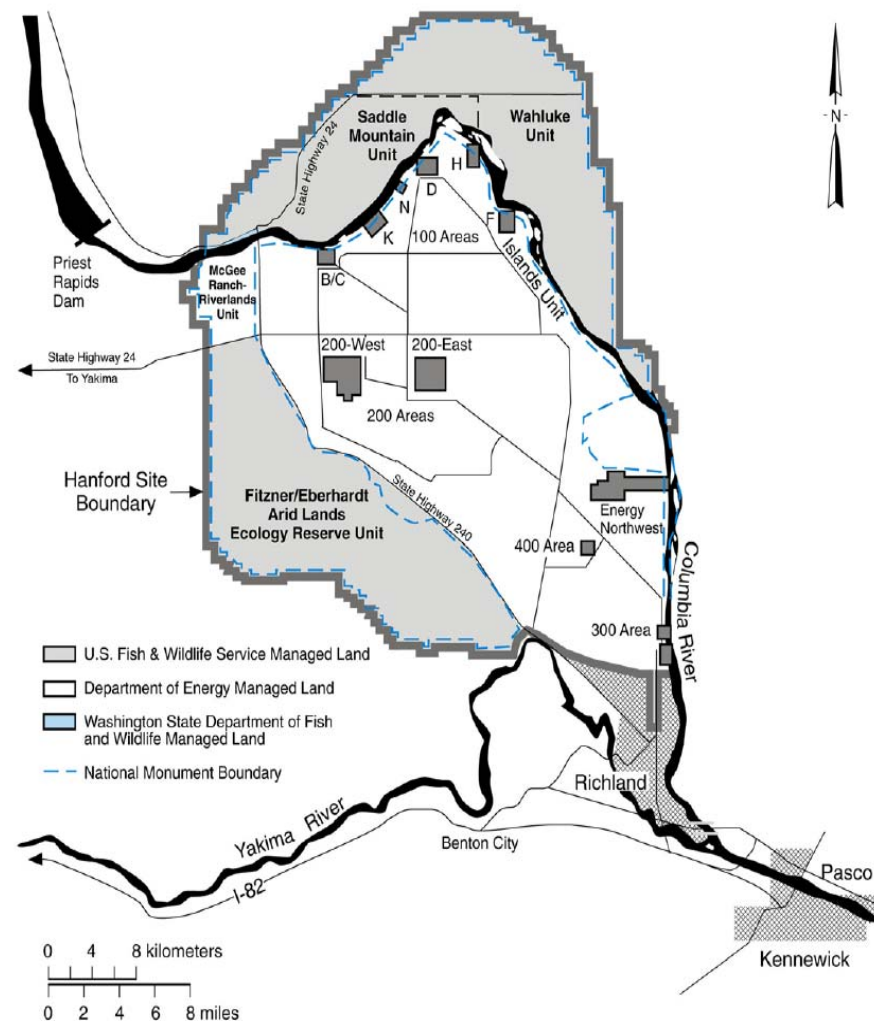 Saddle
Mountain
Unit
Wahluke
Unit
-N-
State Highway 24
H
D
N
K
F
100 Areas
Islands Unit
B/C
Priest
Rapids
Dam
McGee
Ranch-
Riverlands
Unit
State Highway 24
To Yakima
200-West
200-East
200 Areas
Hanford Site
Boundary
Fitzner/Eberhardt
Arid Lands
Ecology Reserve Unit
State Highway 240
Energy
Northwest
400 Area
Columbia River
300 Area
U.S. Fish & Wildlife Service Managed Land
Department of Energy Managed Land
Washington State Department of Fish
and Wildlife Managed Land
National Monument Boundary
Richland
Yakima River
Benton City
I-82
Pasco
Kennewick
0 4 8 kilometers
0 2 4 6 8 miles